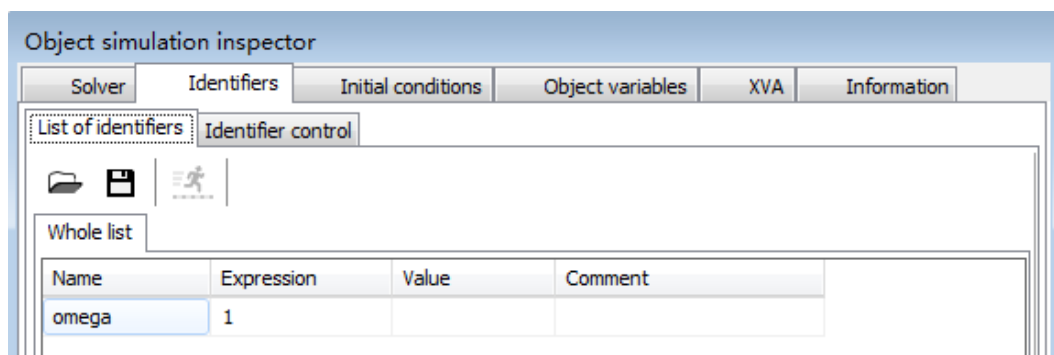 Object simulation inspector
Solver Identifiers Initial conditions Object variables XVA Information
List of identifiers Identifier control
Whole list
Name Expression Value Comment
omega 1